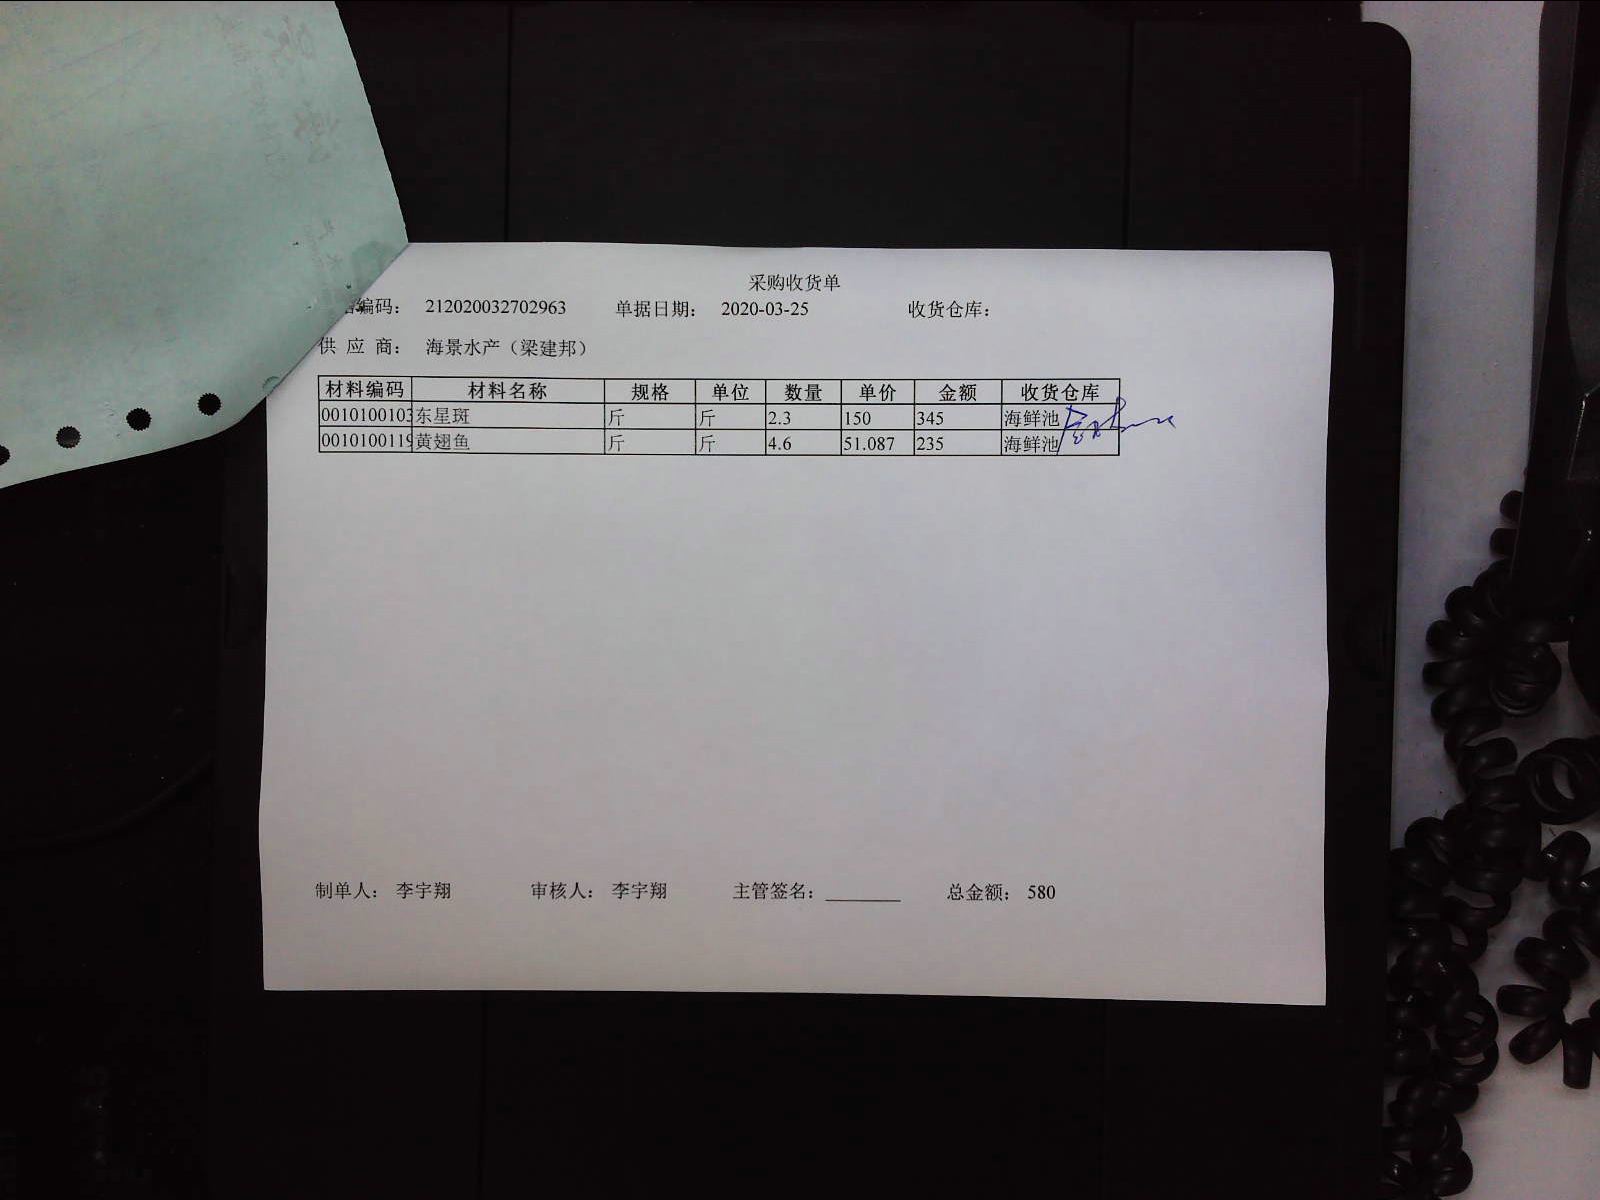 采购收货单
编码： 212020032702963 单据日期： 2020-03-25 收货仓库：
供 应 商： 海景水产（梁建邦）
材料编码 材料名称 规格 单位 数量 单价 金额 收货仓库
0010100103 东星斑 斤 斤 2.3 150 345 海鲜池
0010100119 黄翅鱼 斤 斤 4.6 51.087 235 海鲜池
制单人： 李宇翔 审核人： 李宇翔 主管签名： 总金额： 580